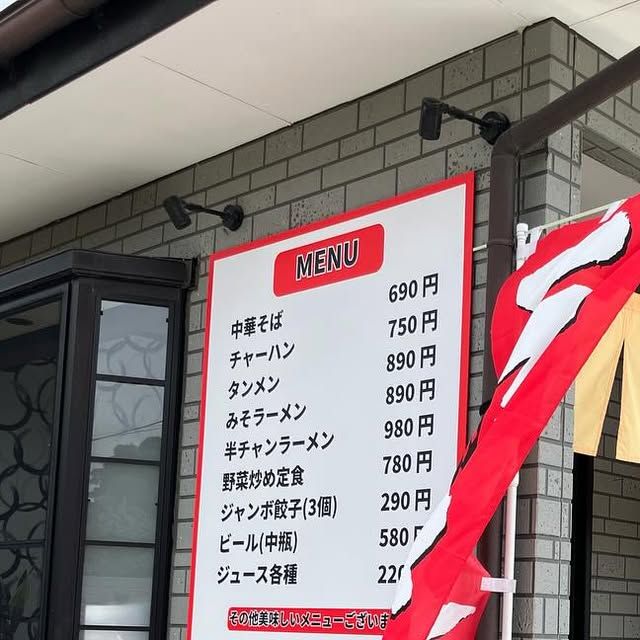 MENU
中華そば 690円
チャーハン 750円
タンメン 890円
みそラーメン 890円
半チャンラーメン 980円
野菜炒め定食 780円
ジャンボ餃子(3個) 290円
ビール(中瓶) 580円
ジュース各種 220
その他美味しいメニューございま